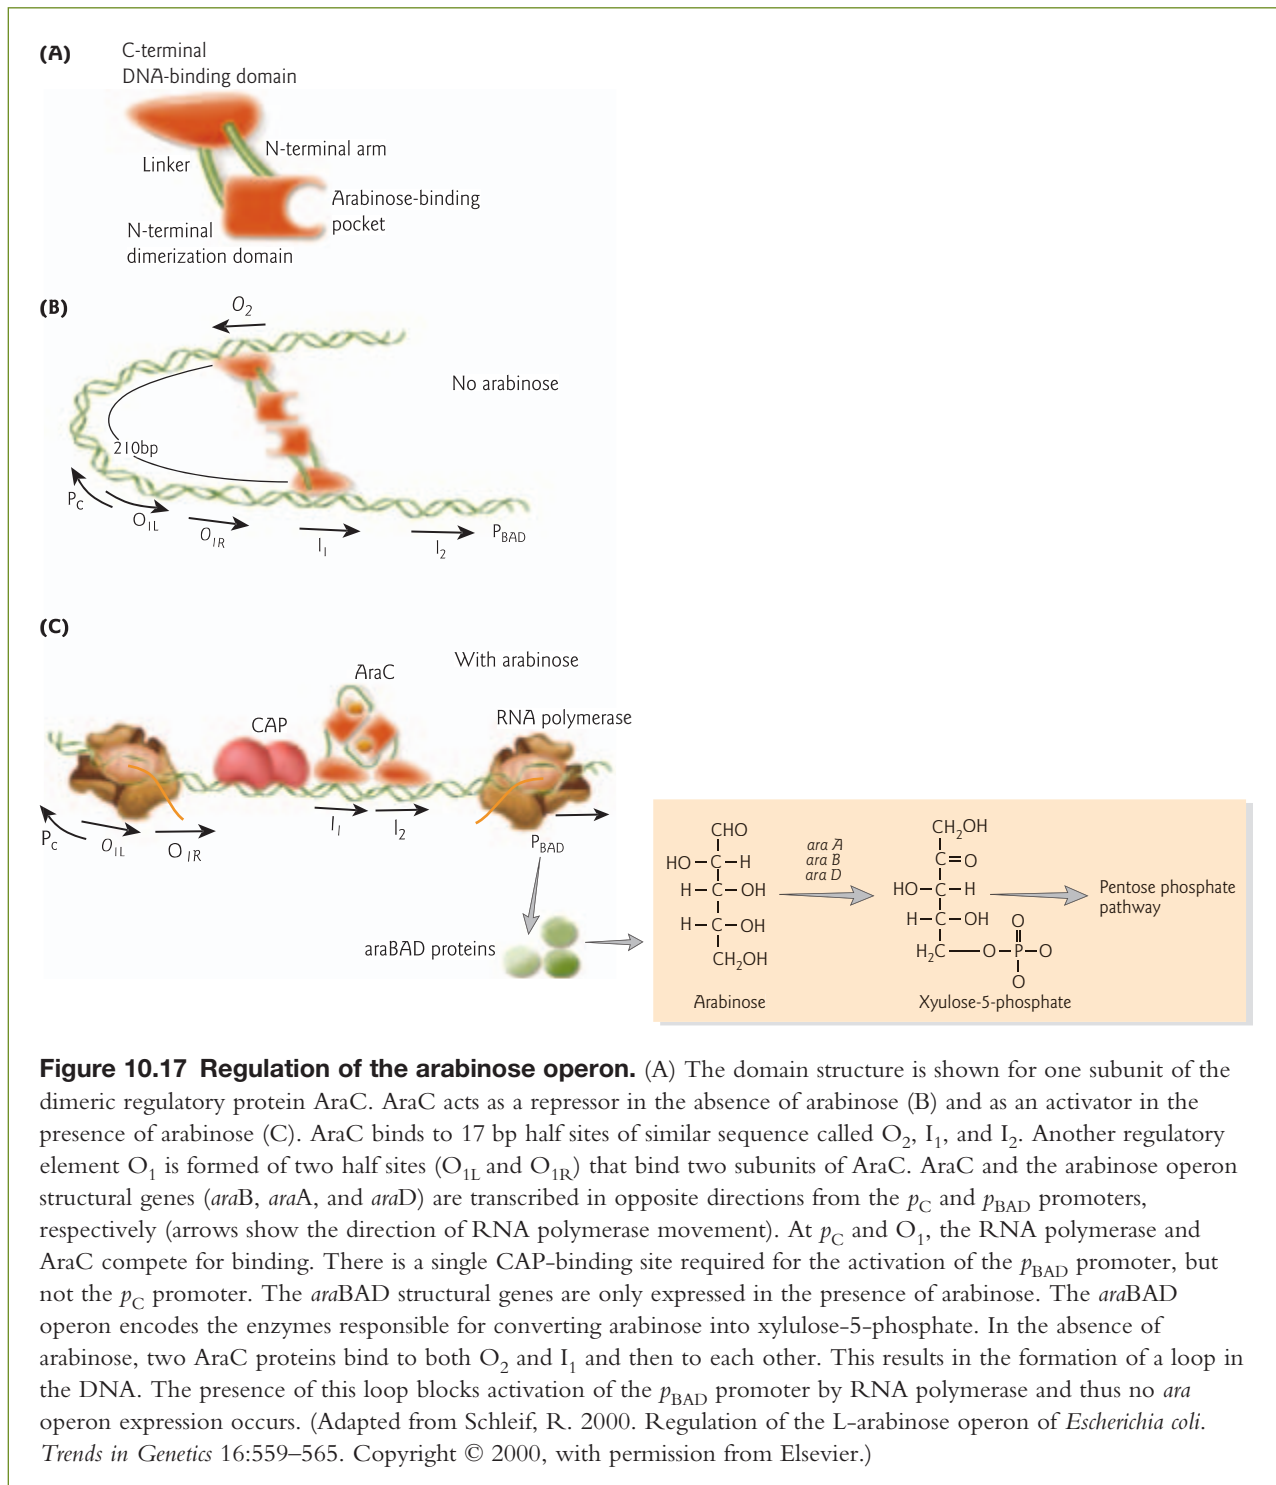 (A)
C-terminal
DNA-binding domain
N-terminal arm
Linker
Arabinose-binding
pocket
N-terminal
dimerization domain
(B)
O2
No arabinose
210bp
PC
O1L
O1R
I1
I2
PBAD
(C)
With arabinose
AraC
RNA polymerase
CAP
PC
O1L
O1R
I1
I2
PBAD
araBAD proteins
CHO
HO–C–H
H–C–OH
H–C–OH
CH2OH
Arabinose
ara A
ara B
ara D
CH2OH
C=O
HO–C–H
H–C–OH O
H2C–O–P–O
O
Xyulose-5-phosphate
Pentose phosphate
pathway
Figure 10.17 Regulation of the arabinose operon. (A) The domain structure is shown for one subunit of the
dimeric regulatory protein AraC. AraC acts as a repressor in the absence of arabinose (B) and as an activator in the
presence of arabinose (C). AraC binds to 17 bp half sites of similar sequence called O2, I1, and I2. Another regulatory
element O1 is formed of two half sites (O1L and O1R) that bind two subunits of AraC. AraC and the arabinose operon
structural genes (araB, araA, and araD) are transcribed in opposite directions from the pC and pBAD promoters,
respectively (arrows show the direction of RNA polymerase movement). At pC and O1, the RNA polymerase and
AraC compete for binding. There is a single CAP-binding site required for the activation of the pBAD promoter, but
not the pC promoter. The araBAD structural genes are only expressed in the presence of arabinose. The araBAD
operon encodes the enzymes responsible for converting arabinose into xylulose-5-phosphate. In the absence of
arabinose, two AraC proteins bind to both O2 and I1 and then to each other. This results in the formation of a loop in
the DNA. The presence of this loop blocks activation of the pBAD promoter by RNA polymerase and thus no ara
operon expression occurs. (Adapted from Schleif, R. 2000. Regulation of the L-arabinose operon of Escherichia coli.
Trends in Genetics 16:559–565. Copyright © 2000, with permission from Elsevier.)